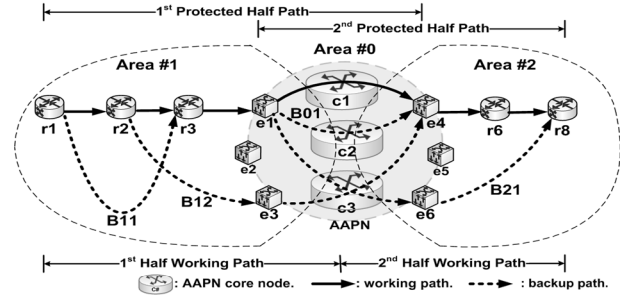 1st Protected Half Path
2nd Protected Half Path
Area #0
Area #1
Area #2
c1
r1
r2
r3
e1
B01
e4
r6
r8
c2
e2
e5
B11
B12
e3
c3
e6
B21
AAPN
1st Half Working Path
2nd Half Working Path
C#
: AAPN core node.
: working path.
: backup path.